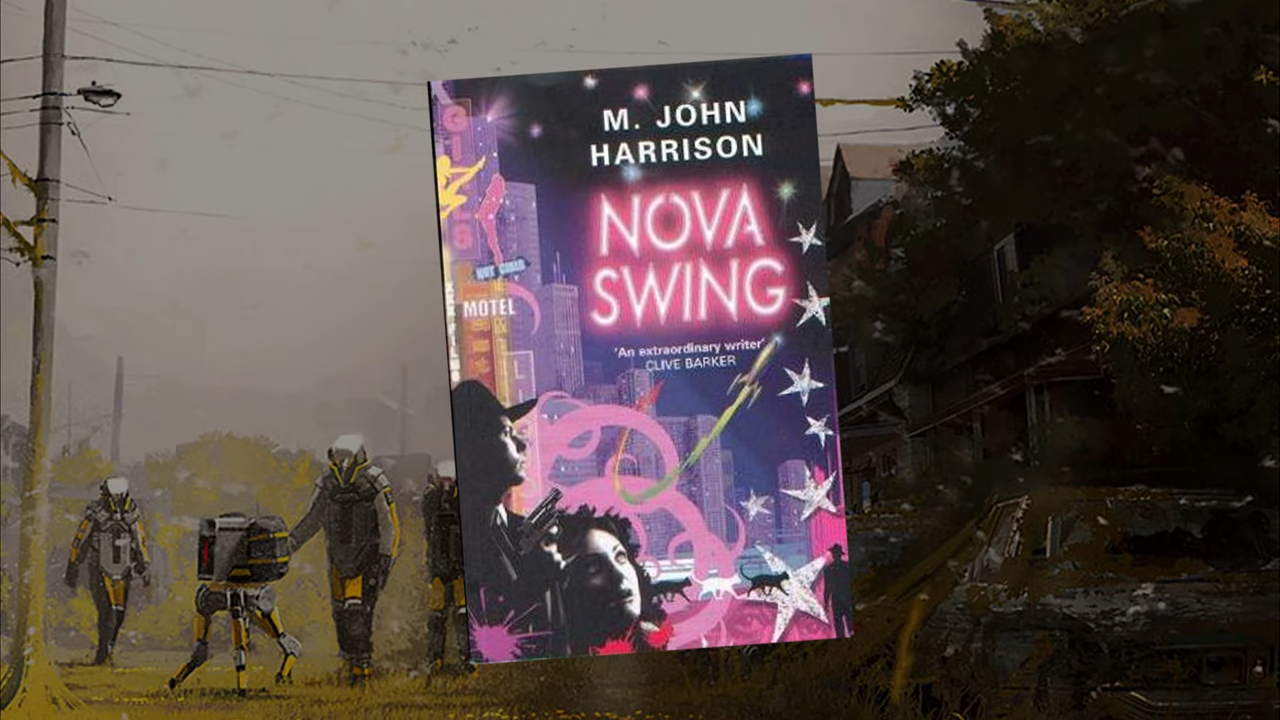 M. JOHN
HARRISON
NOVA
SWING
'An extraordinary writer'
CLIVE BARKER
MOTEL